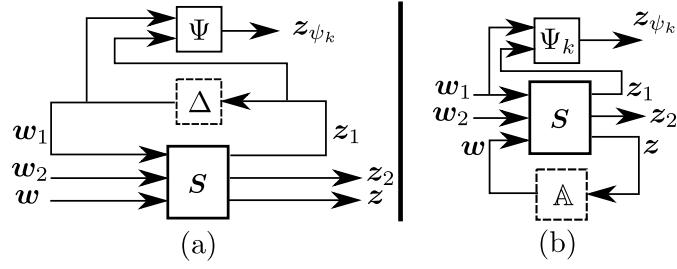 Ψ
z_{ψ_k}
Δ
w_1
z_1
w_2
S
z_2
w
z
(a)
Ψ_k
z_{ψ_k}
w_1
z_1
w_2
S
z_2
w
z
𝔸
(b)